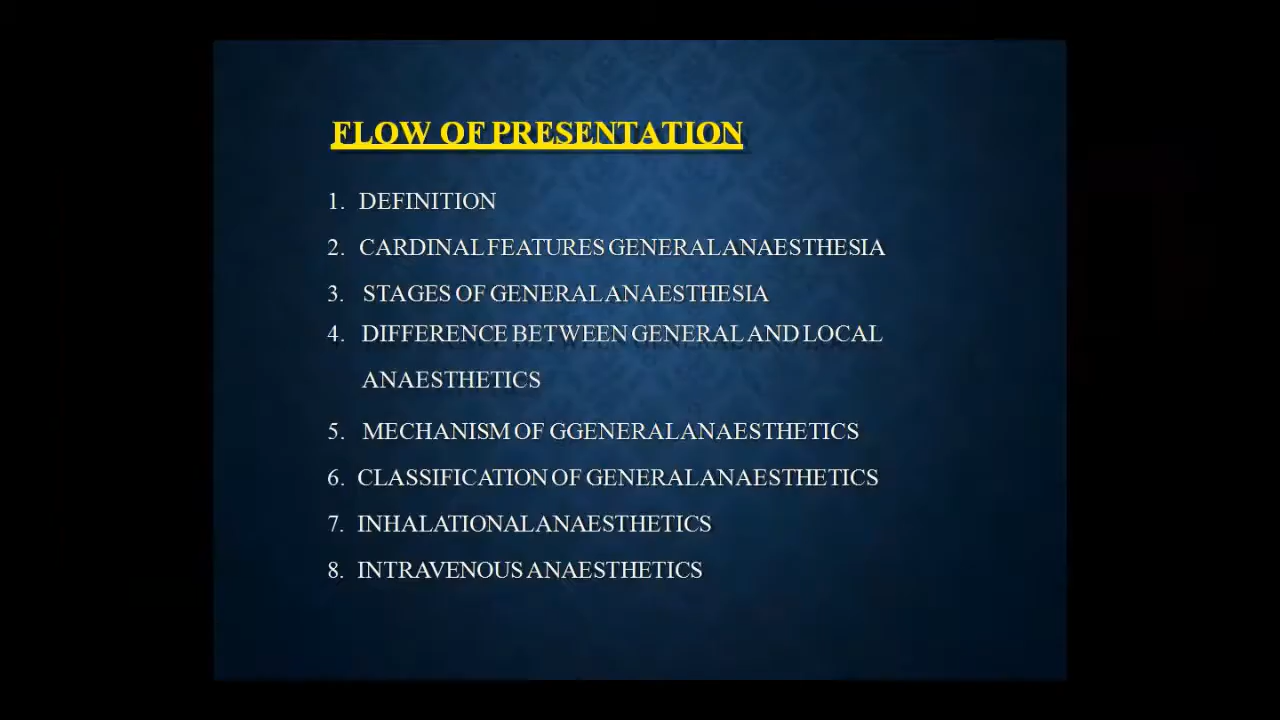 FLOW OF PRESENTATION
1. DEFINITION
2. CARDINAL FEATURES GENERAL ANAESTHESIA
3. STAGES OF GENERAL ANAESTHESIA
4. DIFFERENCE BETWEEN GENERAL AND LOCAL
ANAESTHETICS
5. MECHANISM OF GGENERAL ANAESTHETICS
6. CLASSIFICATION OF GENERAL ANAESTHETICS
7. INHALATIONAL ANAESTHETICS
8. INTRAVENOUS ANAESTHETICS